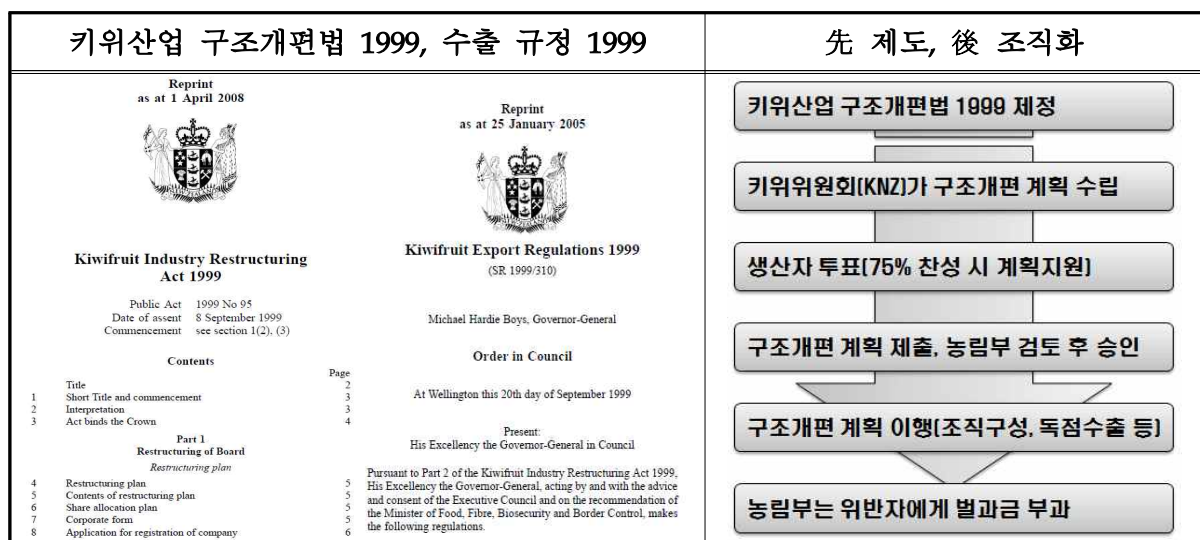 키위산업 구조개편법 1999, 수출 규정 1999
Reprint
as at 1 April 2008
Kiwifruit Industry Restructuring
Act 1999
Public Act 1999 No 95
Date of assent 8 September 1999
Commencement see section 1(2), (3)
Contents
Page
Title 2
1 Short Title and commencement 3
2 Interpretation 3
3 Act binds the Crown 4
Part 1
Restructuring of Board
Restructuring plan
4 Restructuring plan 5
5 Contents of restructuring plan 5
6 Share allocation plan 5
7 Corporate form 5
8 Application for registration of company 6
Reprint
as at 25 January 2005
Kiwifruit Export Regulations 1999
(SR 1999/310)
Michael Hardie Boys, Governor-General
Order in Council
At Wellington this 20th day of September 1999
Present:
His Excellency the Governor-General in Council
Pursuant to Part 2 of the Kiwifruit Industry Restructuring Act 1999,
His Excellency the Governor-General, acting by and with the advice
and consent of the Executive Council and on the recommendation of
the Minister of Food, Fibre, Biosecurity and Border Control, makes
the following regulations.
先 제도, 後 조직화
키위산업 구조개편법 1999 제정
키위위원회(KNZ)가 구조개편 계획 수립
생산자 투표(75% 찬성 시 계획지원)
구조개편 계획 제출, 농림부 검토 후 승인
구조개편 계획 이행(조직구성, 독점수출 등)
농림부는 위반자에게 벌과금 부과